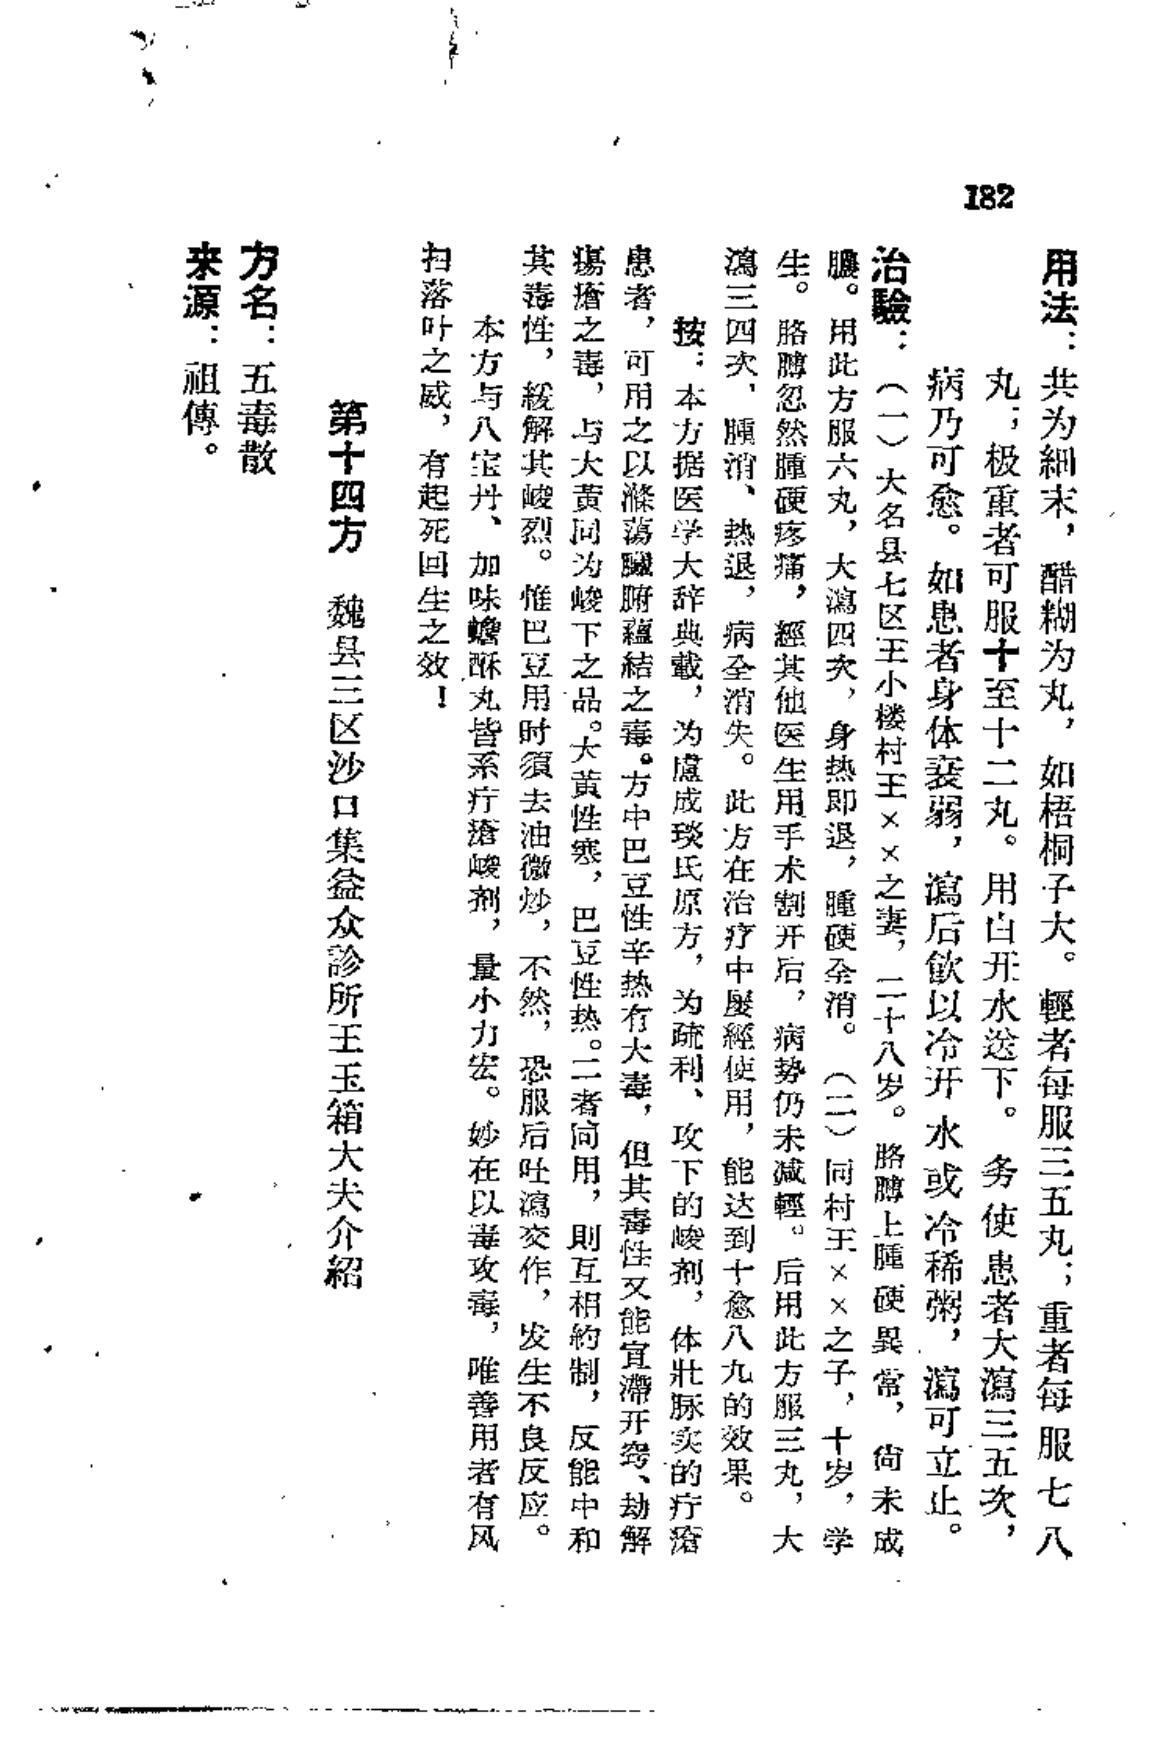 182
用法：共为細末，醋糊为丸，如梧桐子大。輕者每服三五丸；重者每服七八
丸；极重者可服十至十二丸。用白开水送下。务使患者大瀉三五次，
病乃可愈。如患者身体衰弱，瀉后飲以冷开水或冷稀粥，瀉可立止。
治驗：（一）大名县七区王小楼村王××之妻，二十八岁。胳膊上腫硬異常，尙未成
膿。用此方服六丸，大瀉四次，身热即退，腫硬全消。（二）同村王××之子，十岁，学
生。胳膊忽然腫硬疼痛，經其他医生用手术割开后，病势仍未減輕。后用此方服三丸，大
瀉三四次，腫消、热退，病全消失。此方在治疗中屡經使用，能达到十愈八九的效果。
按：本方据医学大辞典載，为盧成琰氏原方，为疏利、攻下的峻剂，体壯脉实的疔瘡
患者，可用之以滌蕩臟腑蘊結之毒。方中巴豆性辛热有大毒，但其毒性又能宣滯开窍、劫解
瘍瘡之毒，与大黃同为峻下之品。大黃性寒，巴豆性热。二者同用，則互相約制，反能中和
其毒性，緩解其峻烈。惟巴豆用时須去油微炒，不然，恐服后吐瀉交作，发生不良反应。
本方与八宝丹、加味蟾酥丸皆系疔瘡峻剂，量小力宏。妙在以毒攻毒，唯善用者有风
扫落叶之威，有起死回生之效！
第十四方　魏县三区沙口集益众診所王玉箱大夫介紹
方名：五毒散
来源：祖傳。